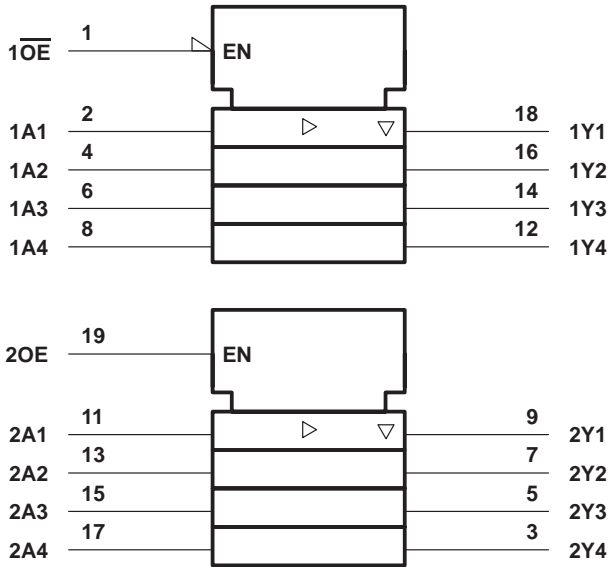 1
1O̅E̅ EN
1A1 2 18 1Y1
1A2 4 16 1Y2
1A3 6 14 1Y3
1A4 8 12 1Y4
2OE 19 EN
2A1 11 9 2Y1
2A2 13 7 2Y2
2A3 15 5 2Y3
2A4 17 3 2Y4